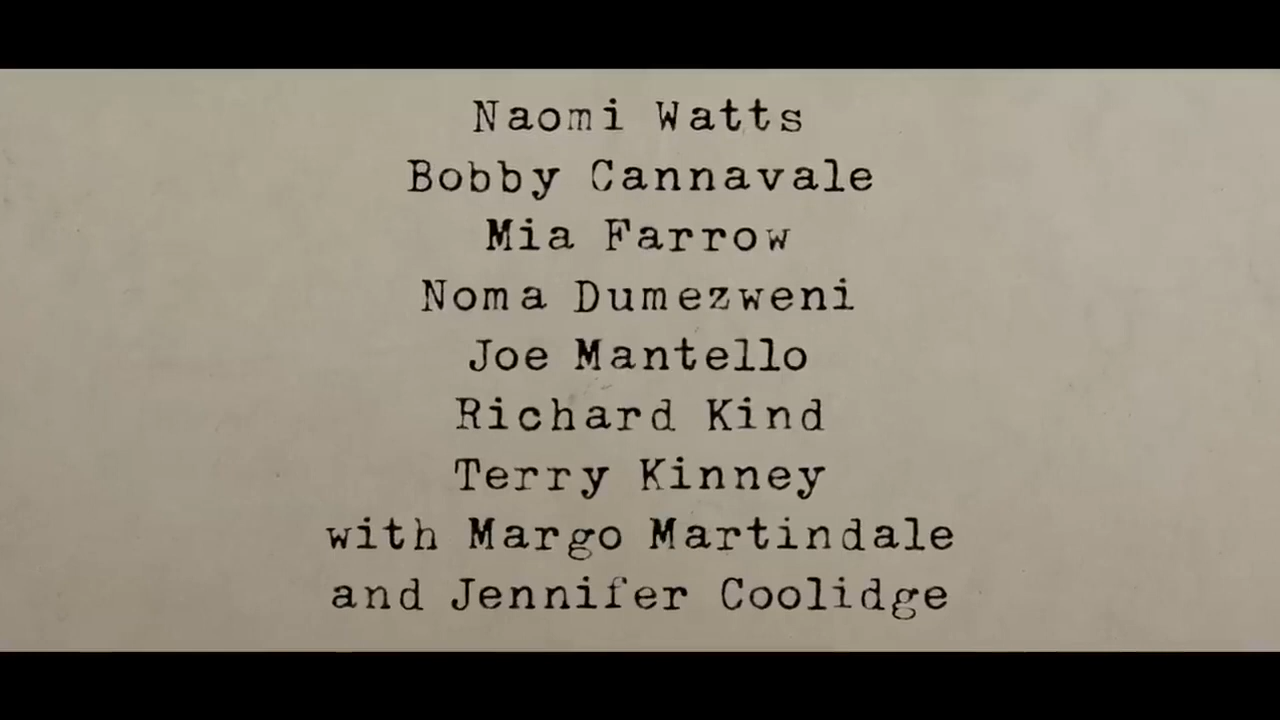 Naomi Watts
Bobby Cannavale
Mia Farrow
Noma Dumezweni
Joe Mantello
Richard Kind
Terry Kinney
with Margo Martindale
and Jennifer Coolidge